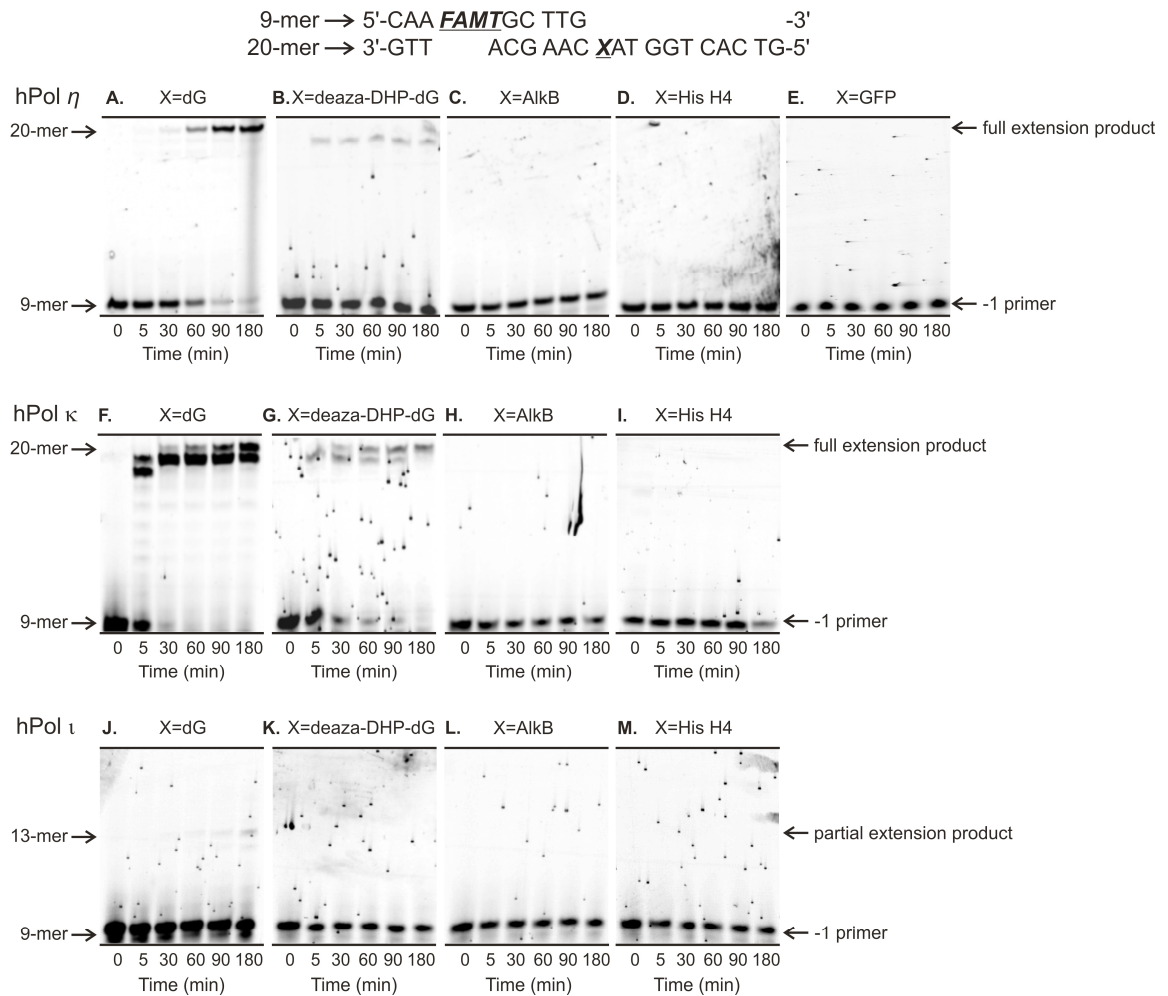 9-mer → 5'-CAA FAMTGC TTG -3'
20-mer → 3'-GTT ACG AAC XAT GGT CAC TG-5'
hPol η A. X=dG B. X=deaza-DHP-dG C. X=AlkB D. X=His H4 E. X=GFP
20-mer → ← full extension product
9-mer → ← -1 primer
0 5 30 60 90 180 0 5 30 60 90 180 0 5 30 60 90 180 0 5 30 60 90 180 0 5 30 60 90 180
Time (min) Time (min) Time (min) Time (min) Time (min)
hPol κ F. X=dG G. X=deaza-DHP-dG H. X=AlkB I. X=His H4
20-mer → ← full extension product
9-mer → ← -1 primer
0 5 30 60 90 180 0 5 30 60 90 180 0 5 30 60 90 180 0 5 30 60 90 180
Time (min) Time (min) Time (min) Time (min)
hPol ι J. X=dG K. X=deaza-DHP-dG L. X=AlkB M. X=His H4
13-mer → ← partial extension product
9-mer → ← -1 primer
0 5 30 60 90 180 0 5 30 60 90 180 0 5 30 60 90 180 0 5 30 60 90 180
Time (min) Time (min) Time (min) Time (min)